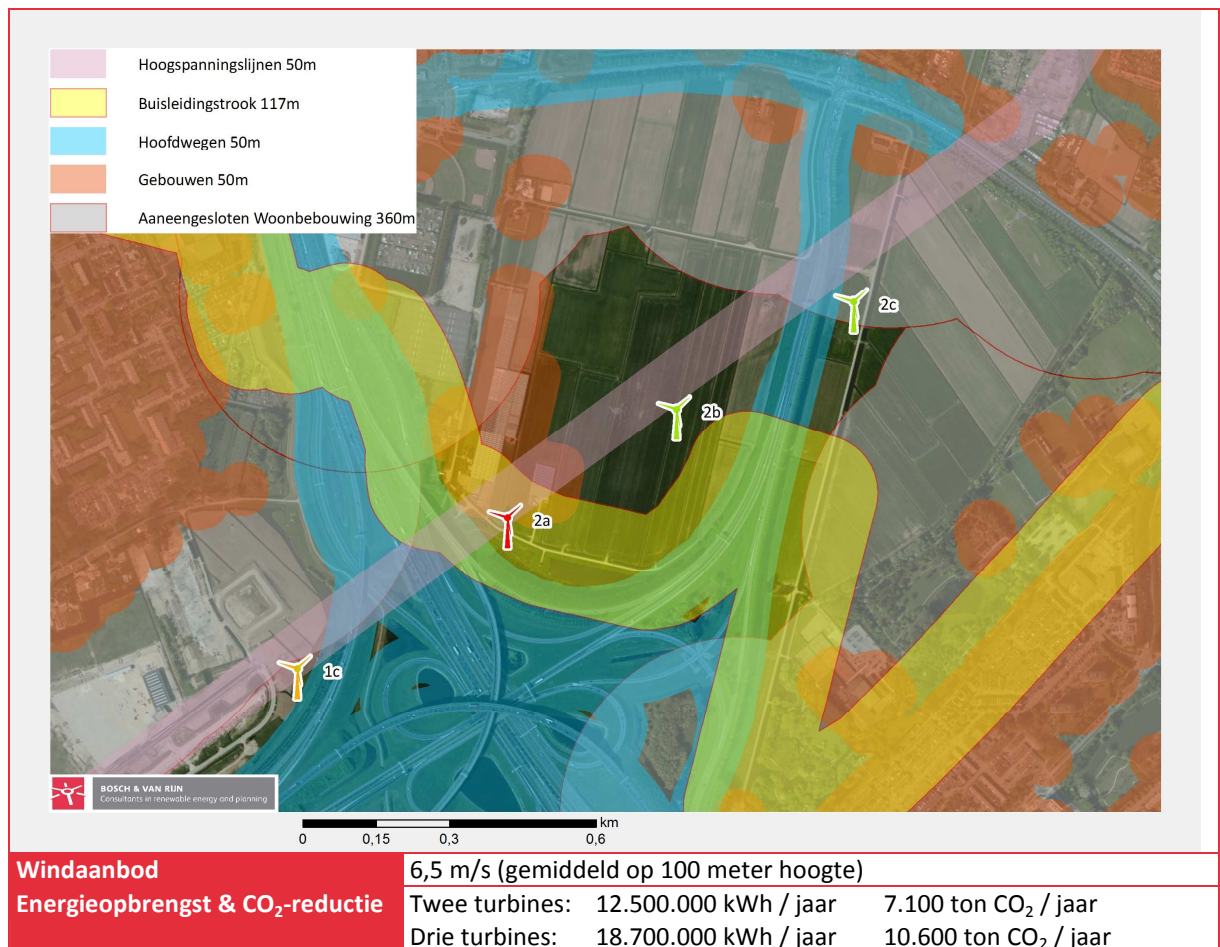 Hoogspanningslijnen 50m
Buisleidingstrook 117m
Hoofdwegen 50m
Gebouwen 50m
Aaneengesloten Woonbebouwing 360m
2c
2b
2a
1c
BOSCH & VAN RIJN
Consultants in renewable energy and planning
km
0 0,15 0,3 0,6
Windaanbod 6,5 m/s (gemiddeld op 100 meter hoogte)
Energieopbrengst & CO₂-reductie Twee turbines: 12.500.000 kWh / jaar 7.100 ton CO₂ / jaar
Drie turbines: 18.700.000 kWh / jaar 10.600 ton CO₂ / jaar